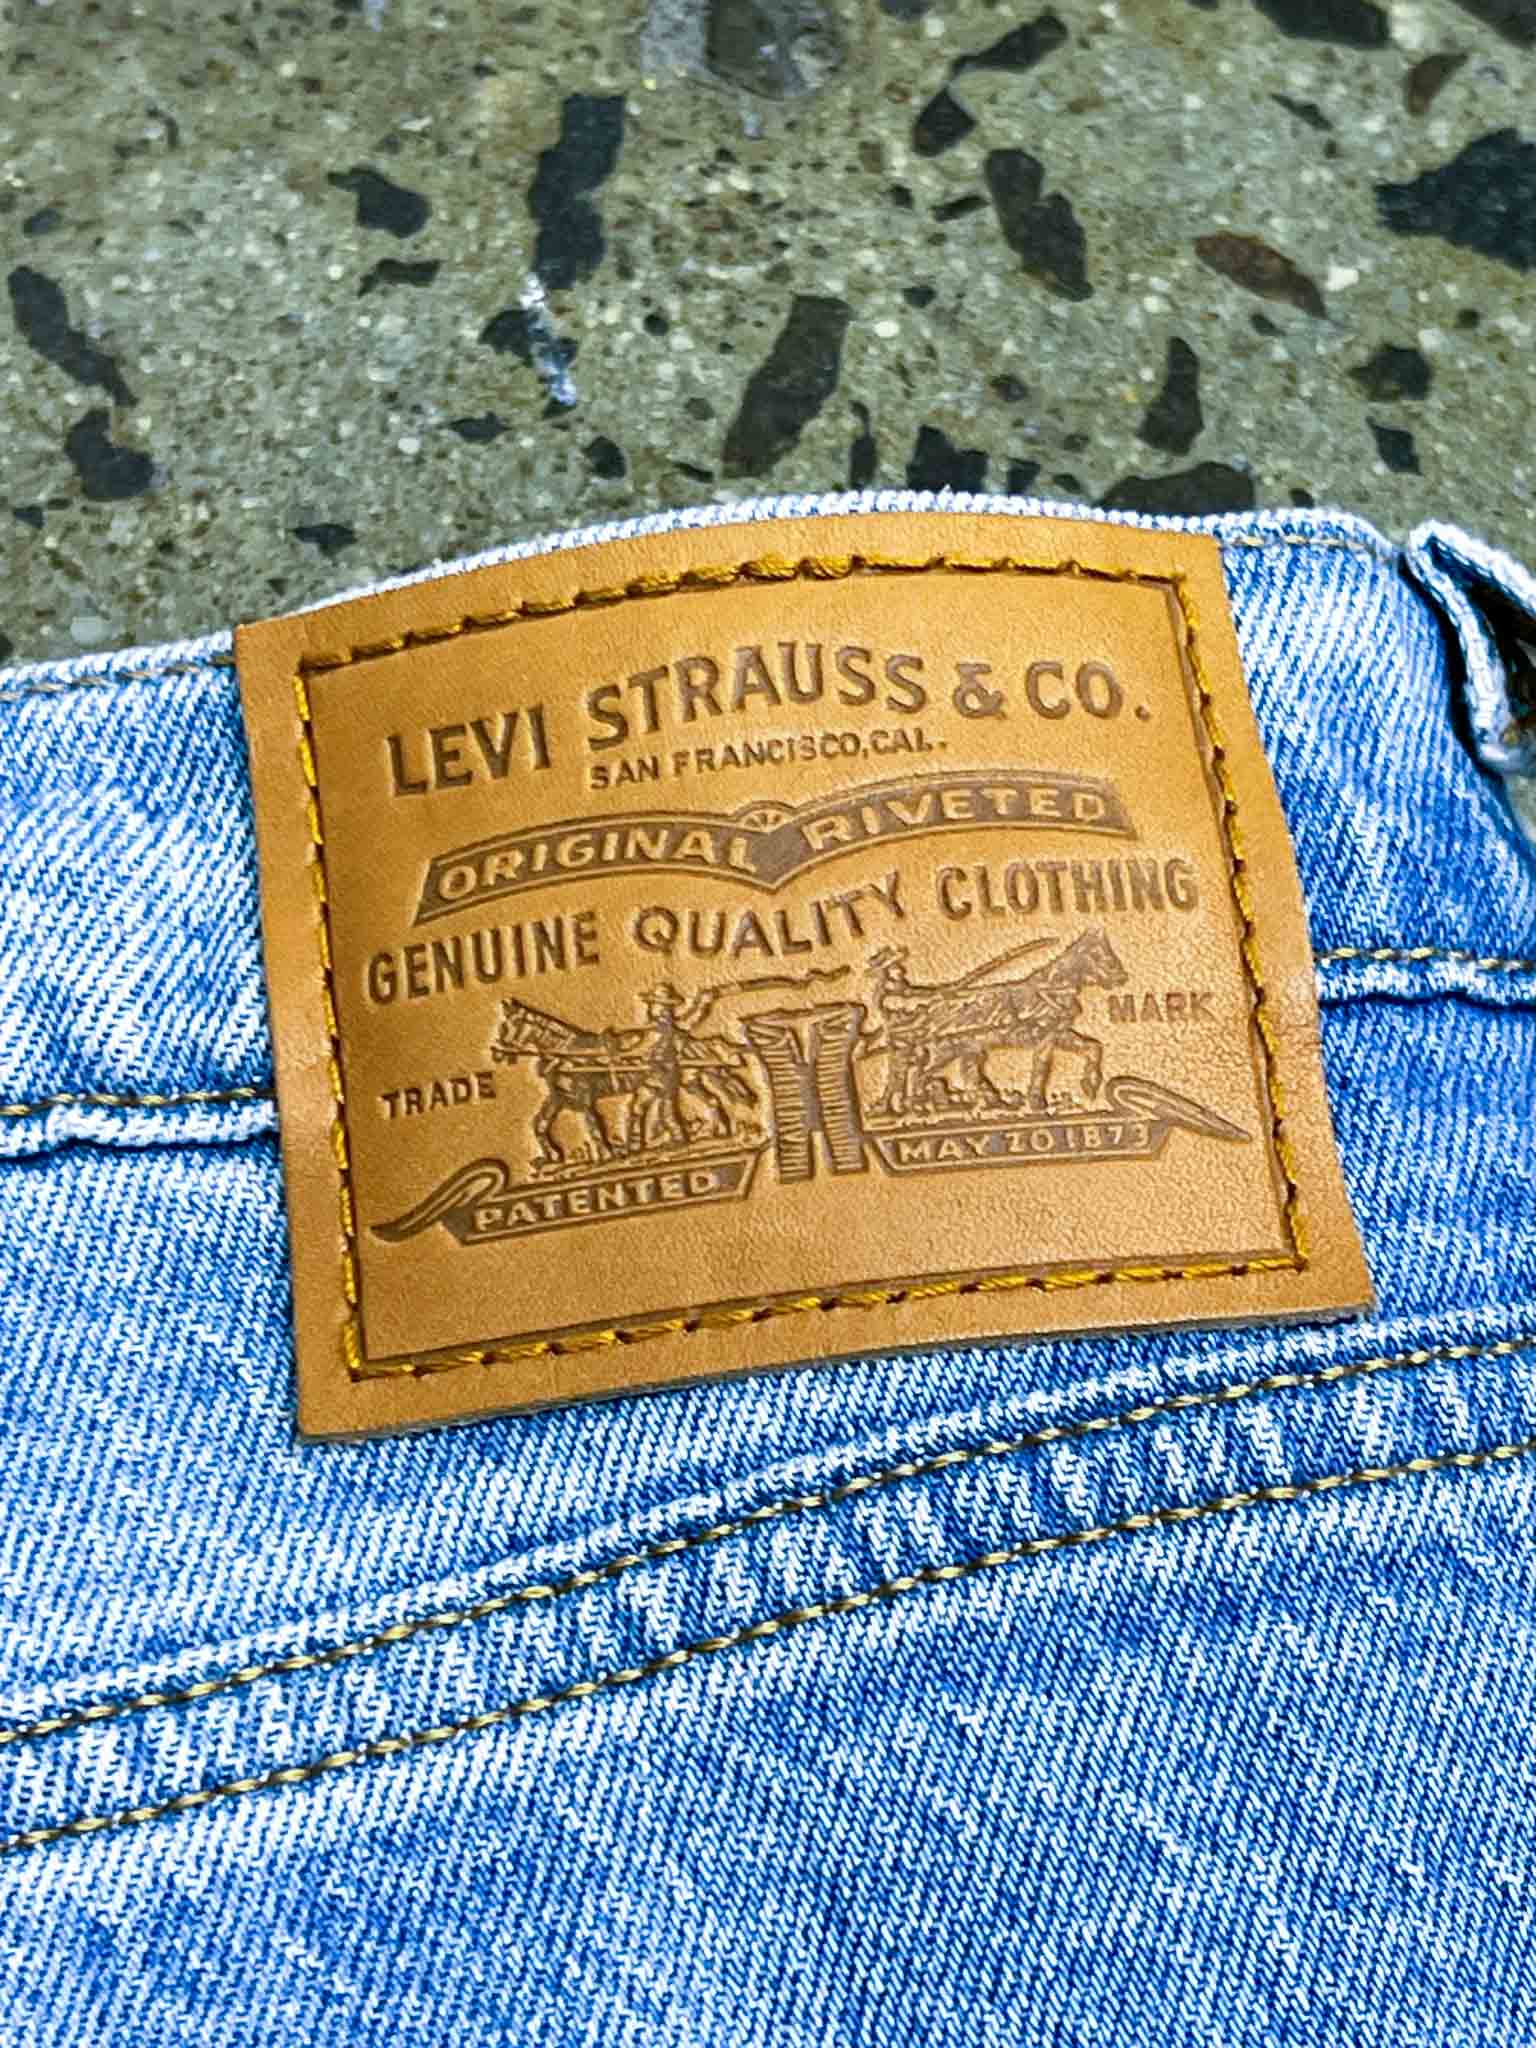 LEVI STRAUSS & CO.
SAN FRANCISCO, CAL.
ORIGINAL RIVETED
GENUINE QUALITY CLOTHING
TRADE MARK
PATENTED MAY 20 1873